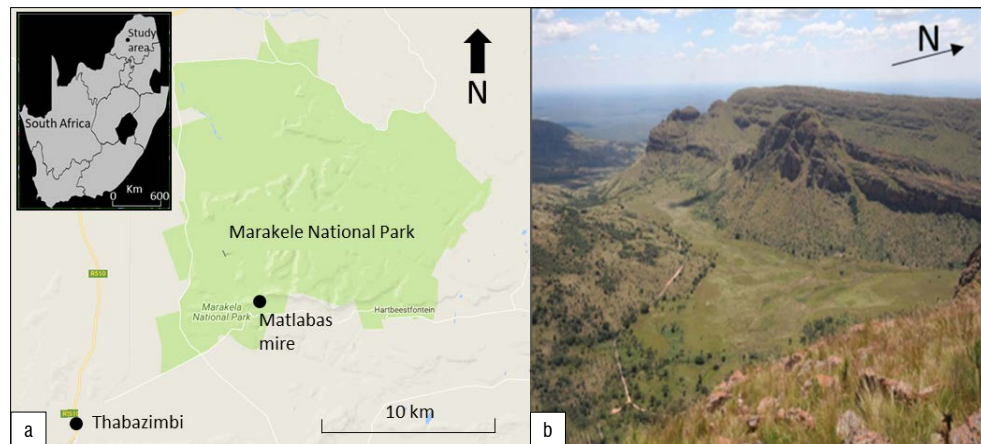 Study
area
South Africa
Km
0 600
N
Marakele National Park
R510
Marakela
National Park
Hartbeestfontein
Matlabas
mire
Thabazimbi
10 km
a
N
b